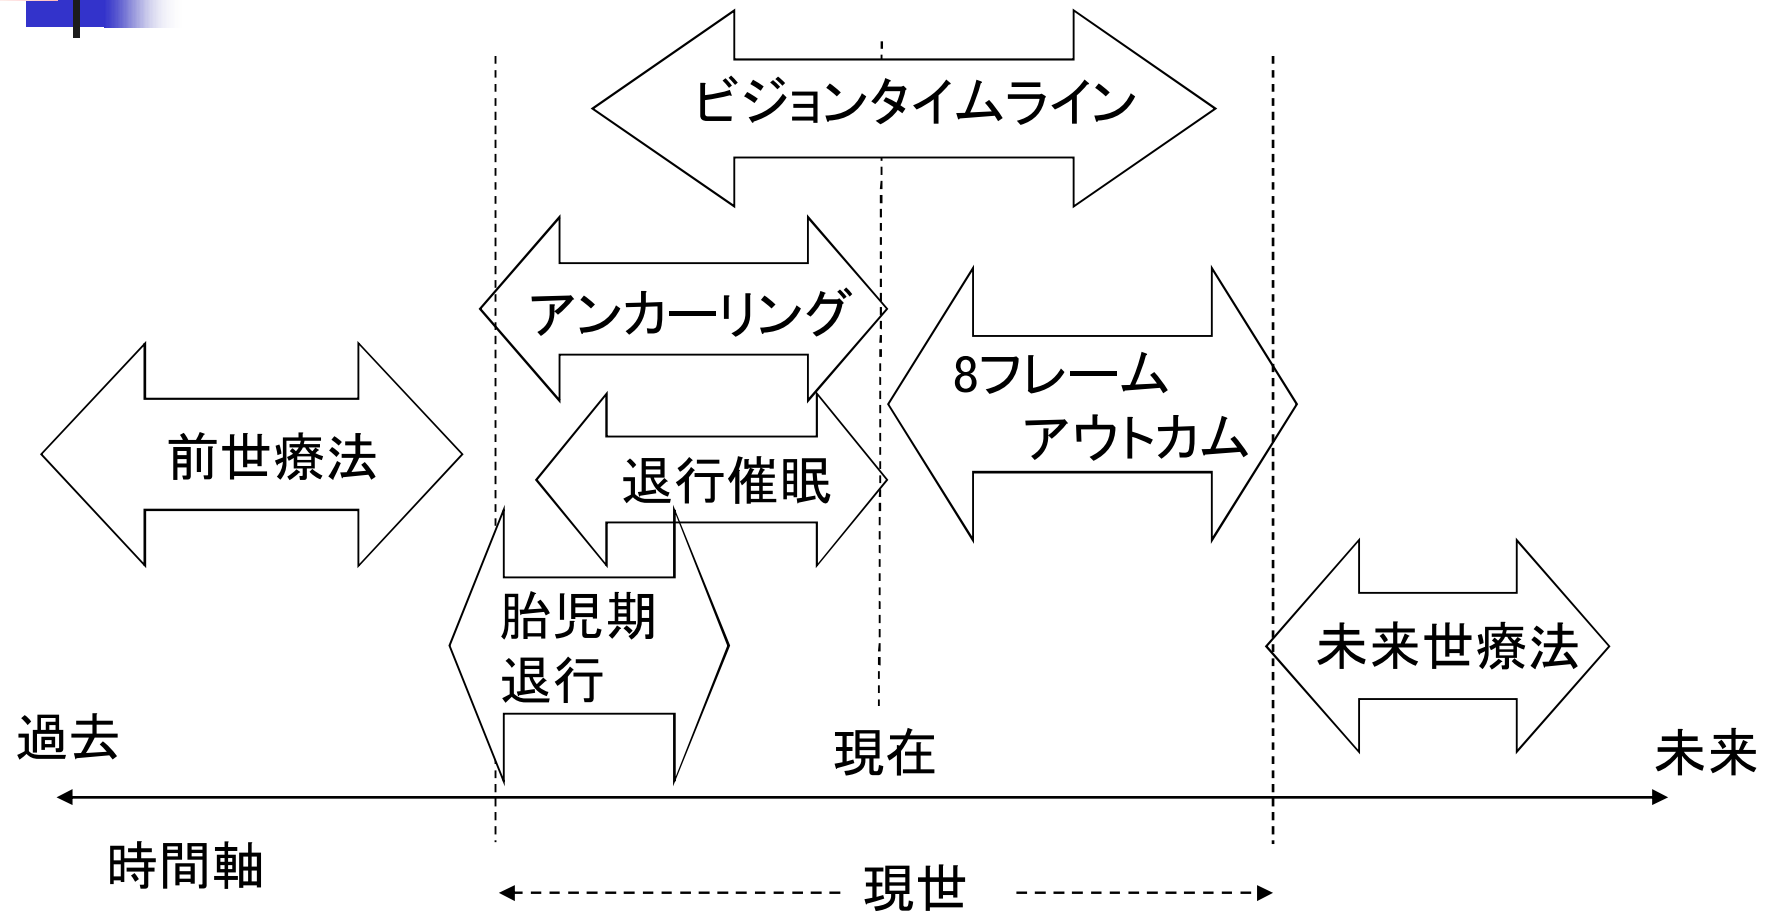 ビジョンタイムライン
アンカーリング
8フレーム
アウトカム
前世療法
退行催眠
胎児期
退行
未来世療法
過去
現在
未来
時間軸
現世